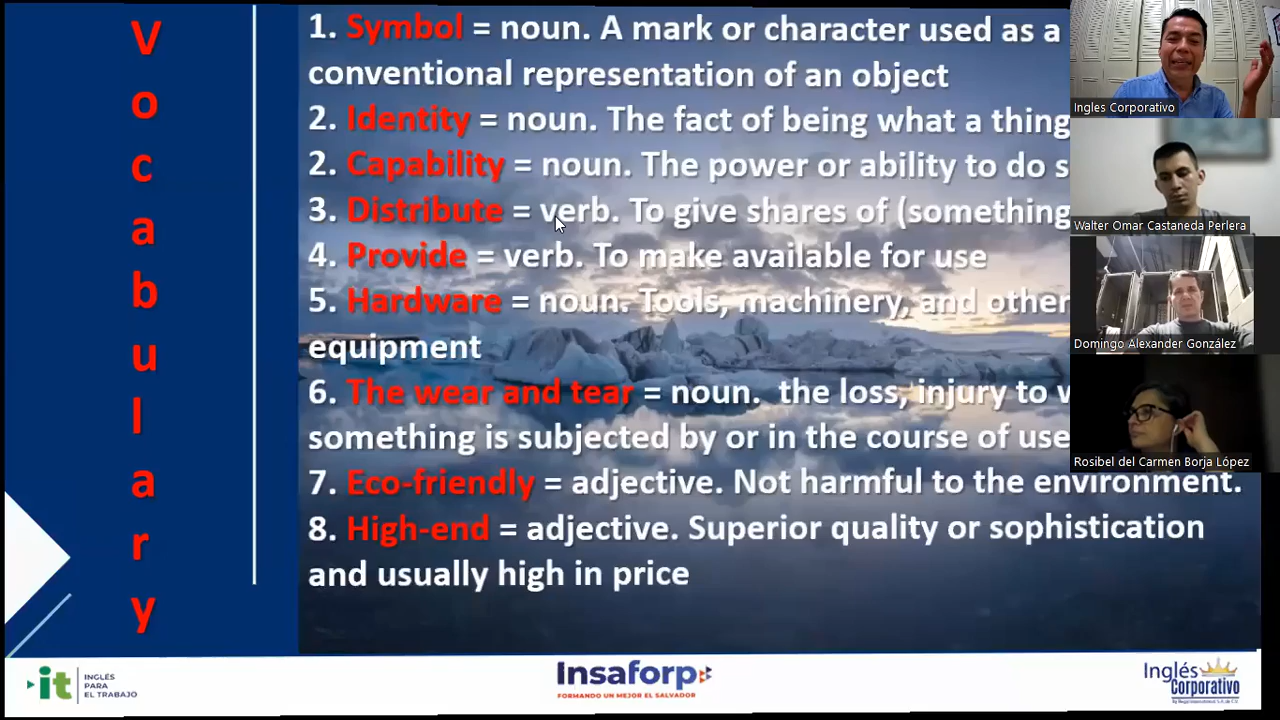 Vocabulary
1. Symbol = noun. A mark or character used as a
conventional representation of an object
2. Identity = noun. The fact of being what a thing
2. Capability = noun. The power or ability to do s
3. Distribute = verb. To give shares of (something
4. Provide = verb. To make available for use
5. Hardware = noun. Tools, machinery, and other
equipment
6. The wear and tear = noun. the loss, injury to
something is subjected by or in the course of use
7. Eco-friendly = adjective. Not harmful to the environment.
8. High-end = adjective. Superior quality or sophistication
and usually high in price
Ingles Corporativo
Walter Omar Castaneda Perlera
Domingo Alexander González
Rosibel del Carmen Borja López
it INGLÉS
PARA
EL TRABAJO
Insaforp
FORMANDO UN MEJOR EL SALVADOR
Inglés
Corporativo